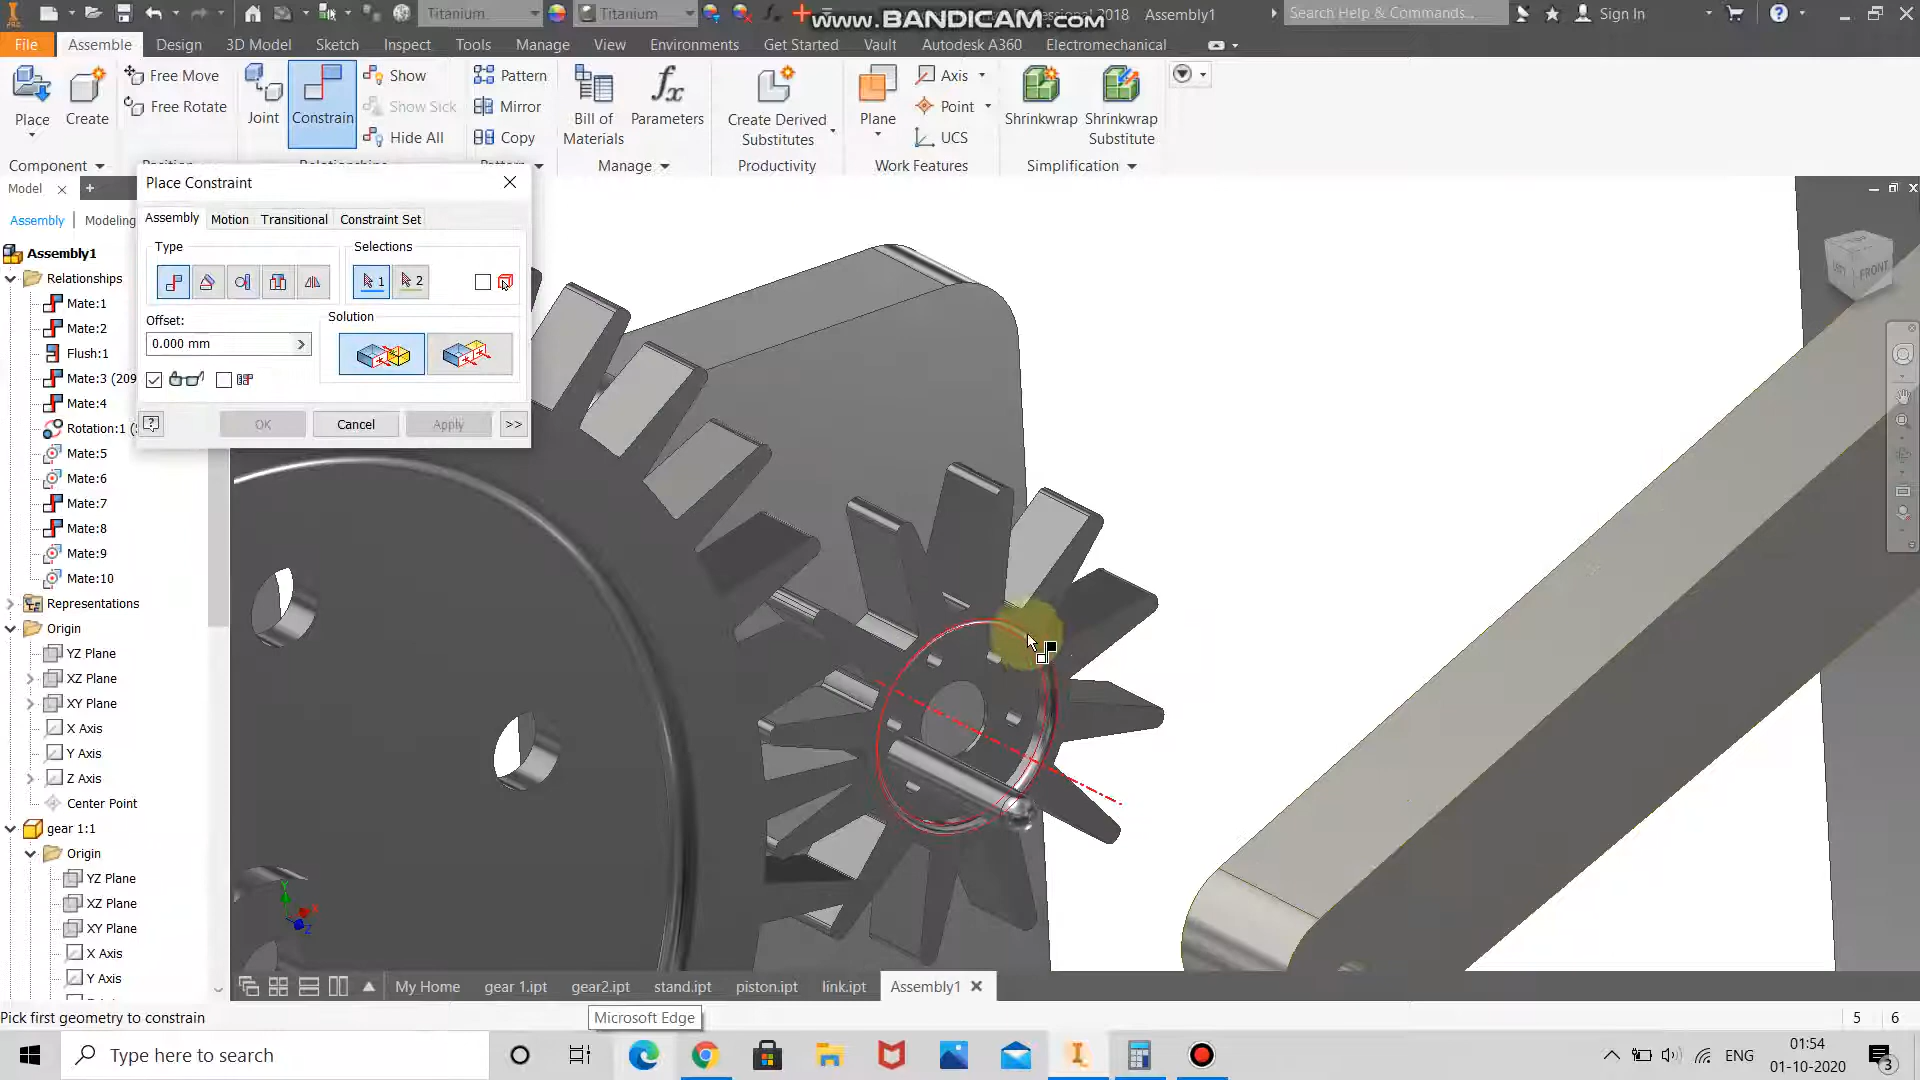 Titanium
Titanium
www.BANDICAM.com
2018 Assembly1
Search Help & Commands...
Sign In
File
Assemble
Design
3D Model
Sketch
Inspect
Tools
Manage
View
Environments
Get Started
Vault
Autodesk A360
Electromechanical
Place
Create
Free Move
Free Rotate
Joint
Constrain
Show
Show Sick
Hide All
Pattern
Mirror
Copy
Bill of Materials
Parameters
Create Derived Substitutes
Plane
Axis
Point
UCS
Shrinkwrap
Shrinkwrap Substitute
Component
Manage
Productivity
Work Features
Simplification
Model
Assembly
Modeling
Place Constraint
Assembly
Motion
Transitional
Constraint Set
Type
Selections
1
2
Offset:
0.000 mm
Solution
OK
Cancel
Apply
>>
Assembly1
Relationships
Mate:1
Mate:2
Flush:1
Mate:3 (209
Mate:4
Rotation:1 (
Mate:5
Mate:6
Mate:7
Mate:8
Mate:9
Mate:10
Representations
Origin
YZ Plane
XZ Plane
XY Plane
X Axis
Y Axis
Z Axis
Center Point
gear 1:1
Origin
YZ Plane
XZ Plane
XY Plane
X Axis
Y Axis
FRONT
Y
X
Z
My Home
gear 1.ipt
gear2.ipt
stand.ipt
piston.ipt
link.ipt
Assembly1
Pick first geometry to constrain
5
6
Microsoft Edge
Type here to search
ENG
01:54
01-10-2020
3